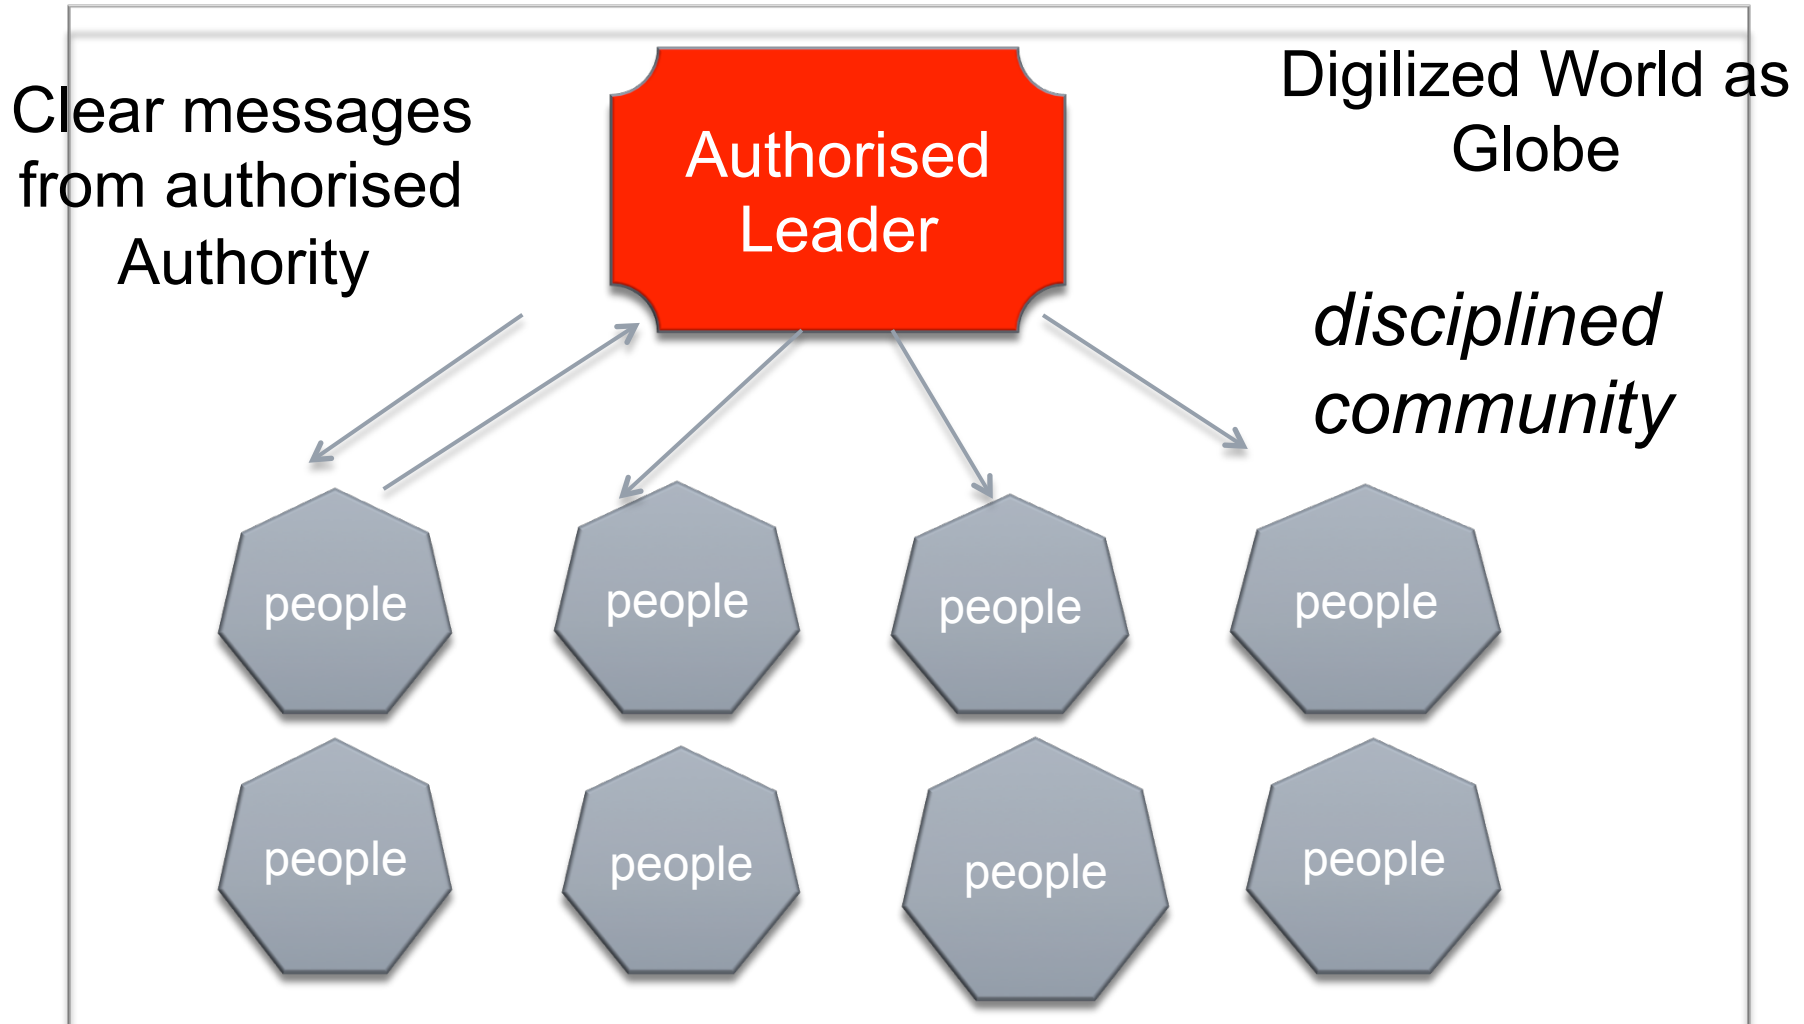 Clear messages
from authorised
Authority
Authorised
Leader
Digilized World as
Globe
disciplined
community
people
people
people
people
people
people
people
people